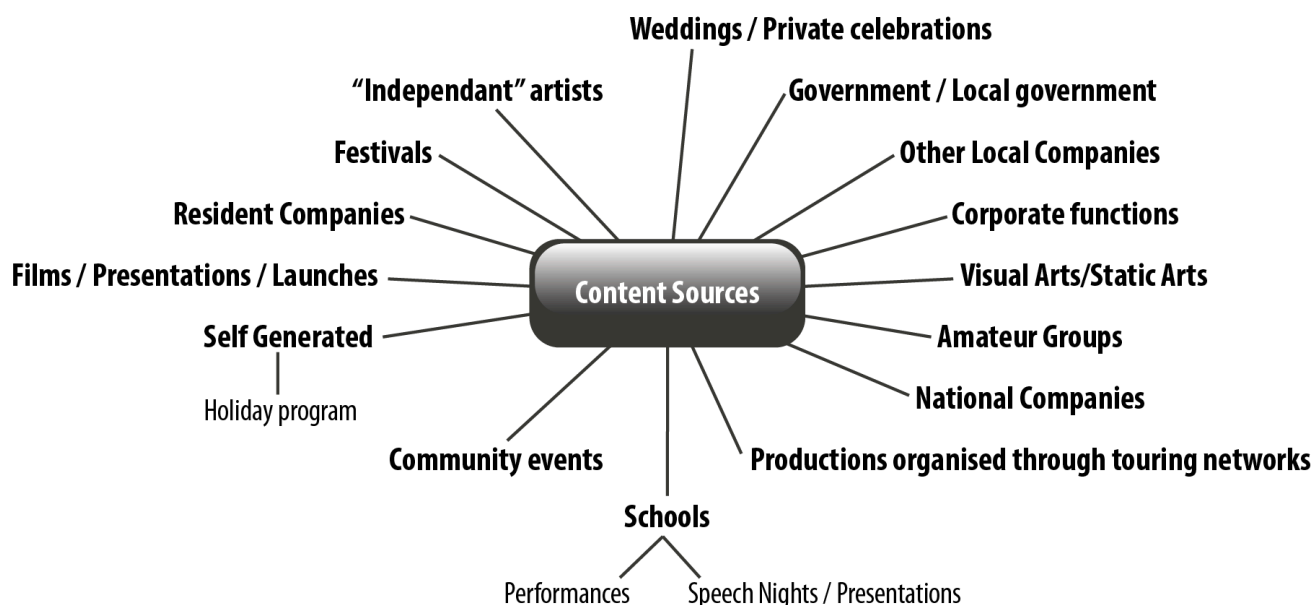 Weddings / Private celebrations
“Independant” artists
Government / Local government
Festivals
Other Local Companies
Resident Companies
Corporate functions
Films / Presentations / Launches
Content Sources
Visual Arts/Static Arts
Self Generated
Amateur Groups
Holiday program
National Companies
Community events
Productions organised through touring networks
Schools
Performances
Speech Nights / Presentations